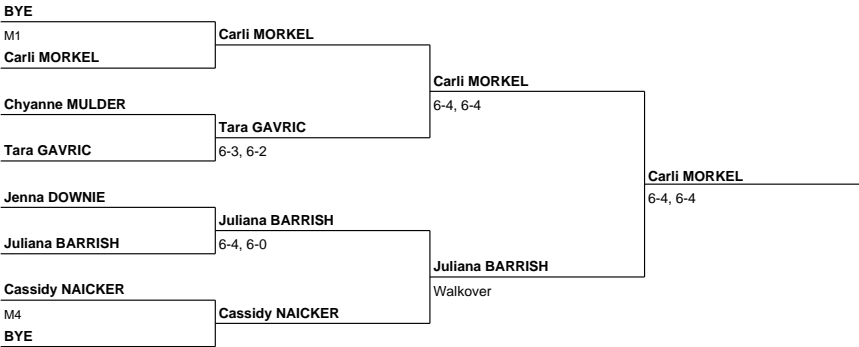 BYE
M1
Carli MORKEL
Carli MORKEL
Carli MORKEL
6-4, 6-4
Chyanne MULDER
Tara GAVRIC
Tara GAVRIC
6-3, 6-2
Carli MORKEL
6-4, 6-4
Jenna DOWNIE
Juliana BARRISH
Juliana BARRISH
6-4, 6-0
Juliana BARRISH
Walkover
Cassidy NAICKER
M4
Cassidy NAICKER
BYE